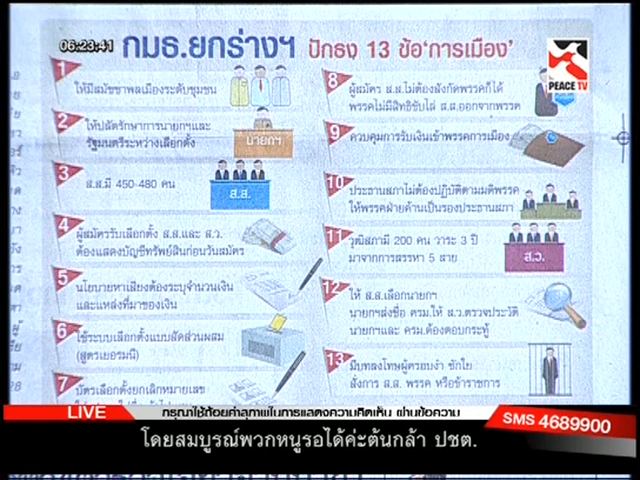 06:23:41
กมธ.ยกร่างฯ ปักธง 13 ข้อ'การเมือง'
PEACE TV
1
ให้มีสมัชชาพลเมืองระดับชุมชน
2
ให้ปลัดรักษาการนายกฯและ
รัฐมนตรีระหว่างเลือกตั้ง
นายกฯ
3
ส.ส.มี 450-480 คน
ส.ส.
4
ผู้สมัครรับเลือกตั้ง ส.ส.และ ส.ว.
ต้องแสดงบัญชีทรัพย์สินก่อนวันสมัคร
5
นโยบายหาเสียงต้องระบุจำนวนเงิน
และแหล่งที่มาของเงิน
6
ใช้ระบบเลือกตั้งแบบสัดส่วนผสม
(สูตรเยอรมนี)
7
บัตรเลือกตั้งยกเลิกหมายเลข
8
ผู้สมัคร ส.ส.ไม่ต้องสังกัดพรรคก็ได้
พรรคไม่มีสิทธิขับไล่ ส.ส.ออกจากพรรค
9
ควบคุมการรับเงินเข้าพรรคการเมือง
10
ประธานสภาไม่ต้องปฏิบัติตามมติพรรค
ให้พรรคฝ่ายค้านเป็นรองประธานสภา
11
วุฒิสภามี 200 คน วาระ 3 ปี
มาจากการสรรหา 5 สาย
ส.ว.
12
ให้ ส.ส.เลือกนายกฯ
นายกฯส่งชื่อ ครม.ให้ ส.ว.ตรวจประวัติ
นายกฯและ ครม.ต้องตอบกระทู้
13
มีบทลงโทษผู้ครอบงำ ชักใย
สั่งการ ส.ส. พรรค หรือข้าราชการ
LIVE
กรุณาใช้ถ้อยคำสุภาพในการแสดงความคิดเห็น ผ่านข้อความ
SMS 4689900
โดยสมบูรณ์พวกหนูรอได้ค่ะต้นกล้า ปชต.